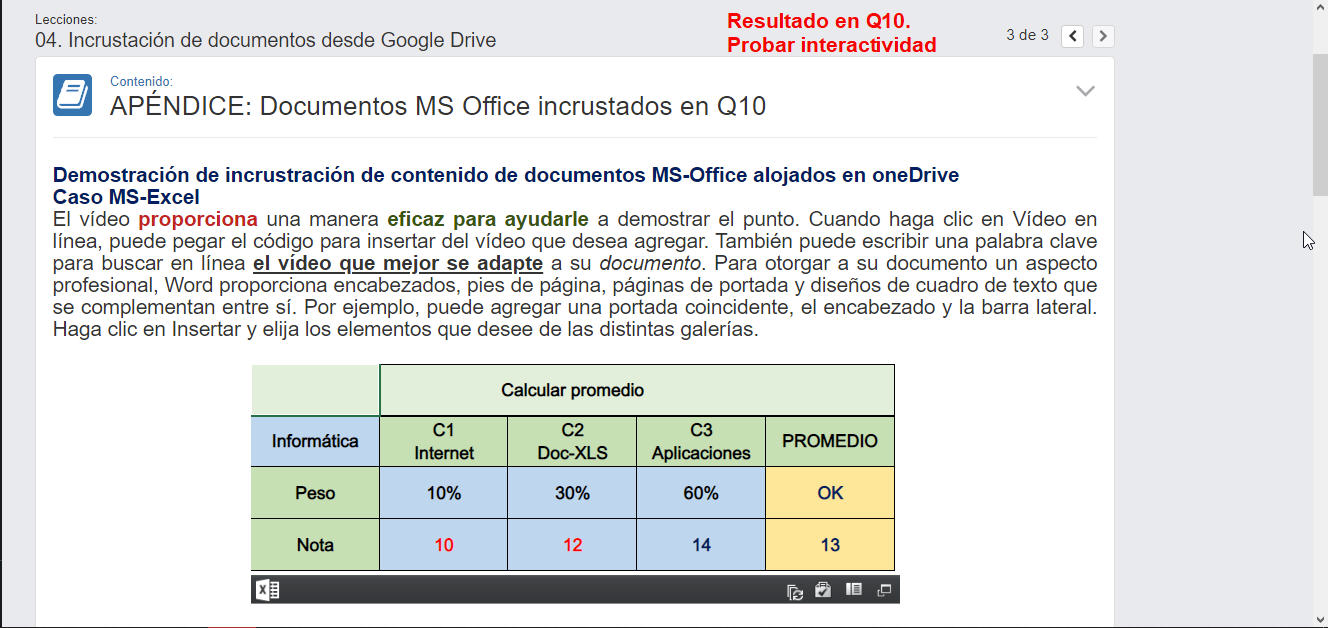 Lecciones:
04. Incrustación de documentos desde Google Drive
Resultado en Q10.
Probar interactividad
3 de 3
Contenido:
APÉNDICE: Documentos MS Office incrustados en Q10
Demostración de incrustración de contenido de documentos MS-Office alojados en oneDrive
Caso MS-Excel
El vídeo proporciona una manera eficaz para ayudarle a demostrar el punto. Cuando haga clic en Vídeo en
línea, puede pegar el código para insertar del vídeo que desea agregar. También puede escribir una palabra clave
para buscar en línea el vídeo que mejor se adapte a su documento. Para otorgar a su documento un aspecto
profesional, Word proporciona encabezados, pies de página, páginas de portada y diseños de cuadro de texto que
se complementan entre sí. Por ejemplo, puede agregar una portada coincidente, el encabezado y la barra lateral.
Haga clic en Insertar y elija los elementos que desee de las distintas galerías.
Calcular promedio
Informática C1 Internet C2 Doc-XLS C3 Aplicaciones PROMEDIO
Peso 10% 30% 60% OK
Nota 10 12 14 13